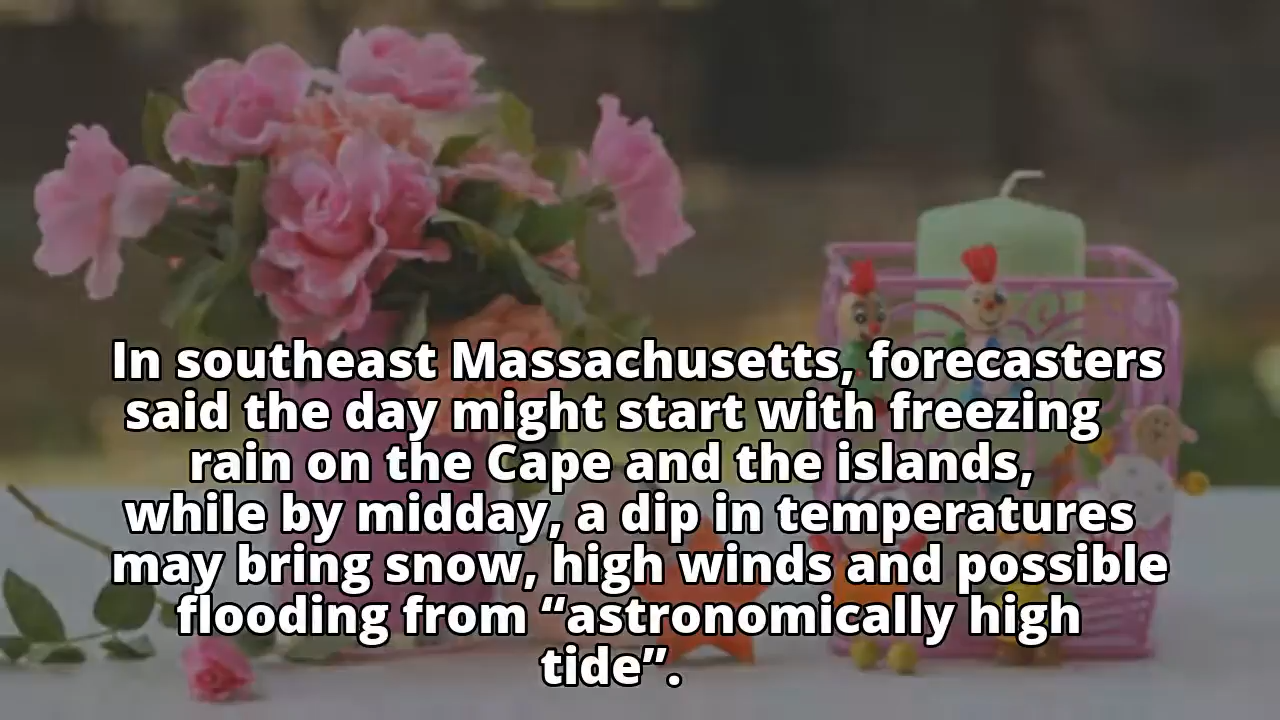 In southeast Massachusetts, forecasters
said the day might start with freezing
rain on the Cape and the islands,
while by midday, a dip in temperatures
may bring snow, high winds and possible
flooding from “astronomically high
tide”.